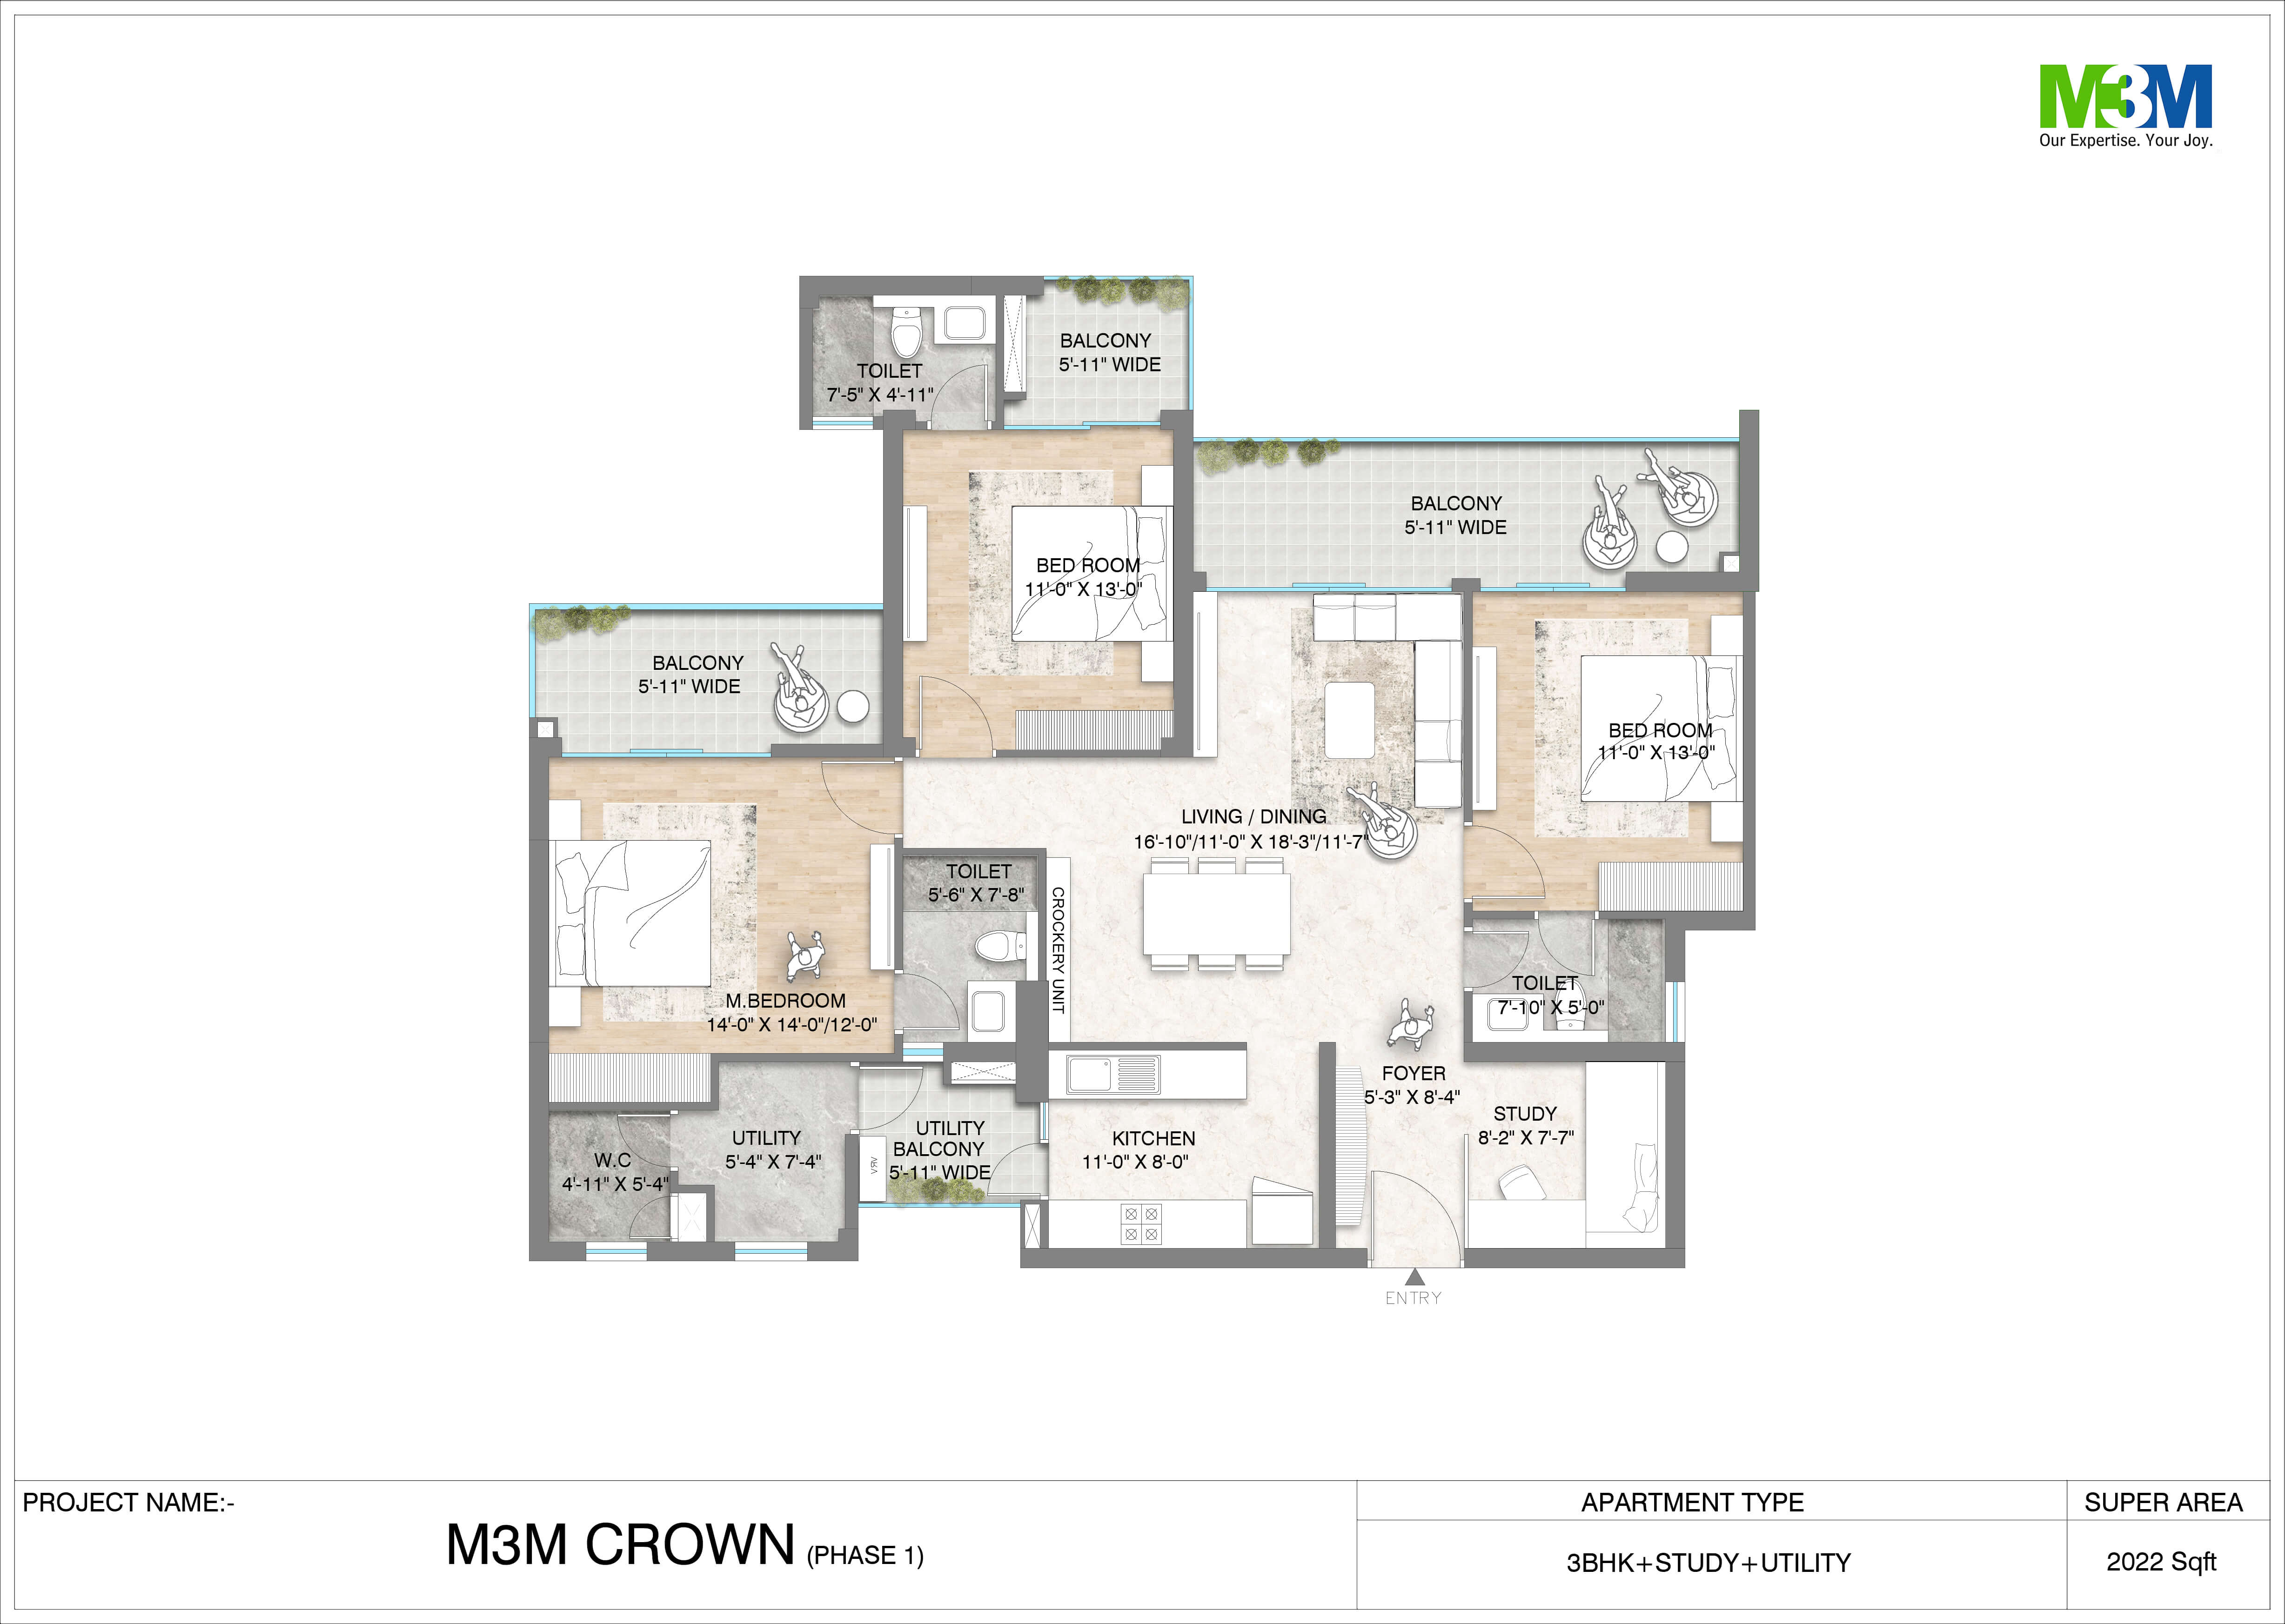 M3M
Our Expertise. Your Joy.
BALCONY
5'-11" WIDE
TOILET
7'-5" X 4'-11"
BALCONY
5'-11" WIDE
BED ROOM
11'-0" X 13'-0"
BALCONY
5'-11" WIDE
BED ROOM
11'-0" X 13'-0"
LIVING / DINING
16'-10"/11'-0" X 18'-3"/11'-7"
TOILET
5'-6" X 7'-8"
CROCKERY UNIT
M.BEDROOM
14'-0" X 14'-0"/12'-0"
TOILET
7'-10" X 5'-0"
FOYER
5'-3" X 8'-4"
STUDY
8'-2" X 7'-7"
UTILITY
BALCONY
5'-11" WIDE
VRV
UTILITY
5'-4" X 7'-4"
KITCHEN
11'-0" X 8'-0"
W.C
4'-11" X 5'-4"
ENTRY
PROJECT NAME:-
M3M CROWN (PHASE 1)
APARTMENT TYPE
3BHK+STUDY+UTILITY
SUPER AREA
2022 Sqft